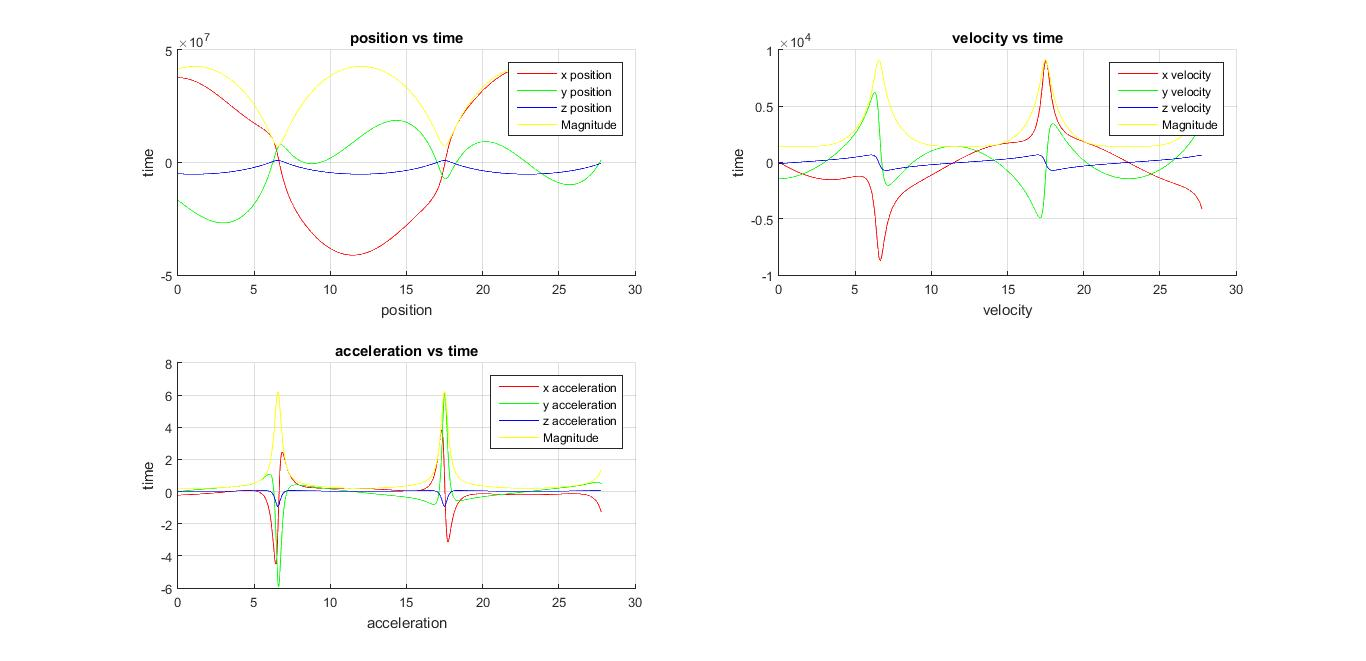 position vs time
×10^7
5
0
-5
time
0 5 10 15 20 25 30
position
x position
y position
z position
Magnitude
velocity vs time
×10^4
1
0.5
0
-0.5
-1
time
0 5 10 15 20 25 30
velocity
x velocity
y velocity
z velocity
Magnitude
acceleration vs time
8
6
4
2
0
-2
-4
-6
time
0 5 10 15 20 25 30
acceleration
x acceleration
y acceleration
z acceleration
Magnitude